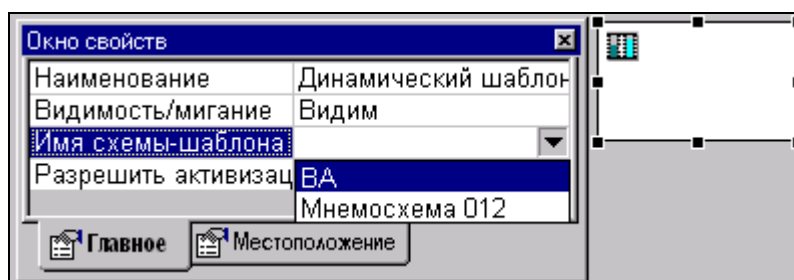 Окно свойств
Наименование Динамический шаблон
Видимость/мигание Видим
Имя схемы-шаблона
Разрешить активизац ВА
Мнемосхема 012
Главное Местоположение